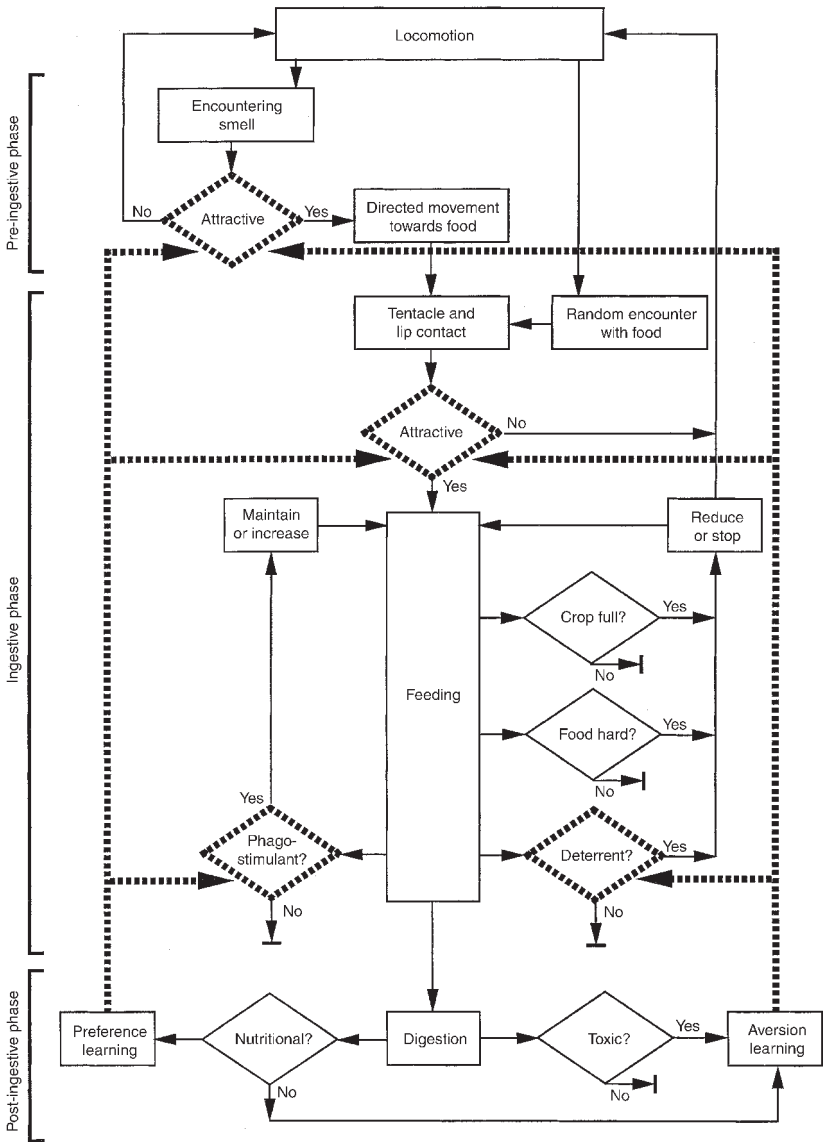 Locomotion
Pre-ingestive phase
Encountering
smell
No
Attractive
Yes
Directed movement
towards food
Tentacle and
lip contact
Random encounter
with food
Ingestive phase
Attractive
No
Yes
Maintain
or increase
Reduce
or stop
Crop full?
Yes
No
Feeding
Food hard?
Yes
No
Yes
Phago-
stimulant?
No
Deterrent?
Yes
No
Post-ingestive phase
Preference
learning
Nutritional?
No
Digestion
Toxic?
Yes
No
Aversion
learning